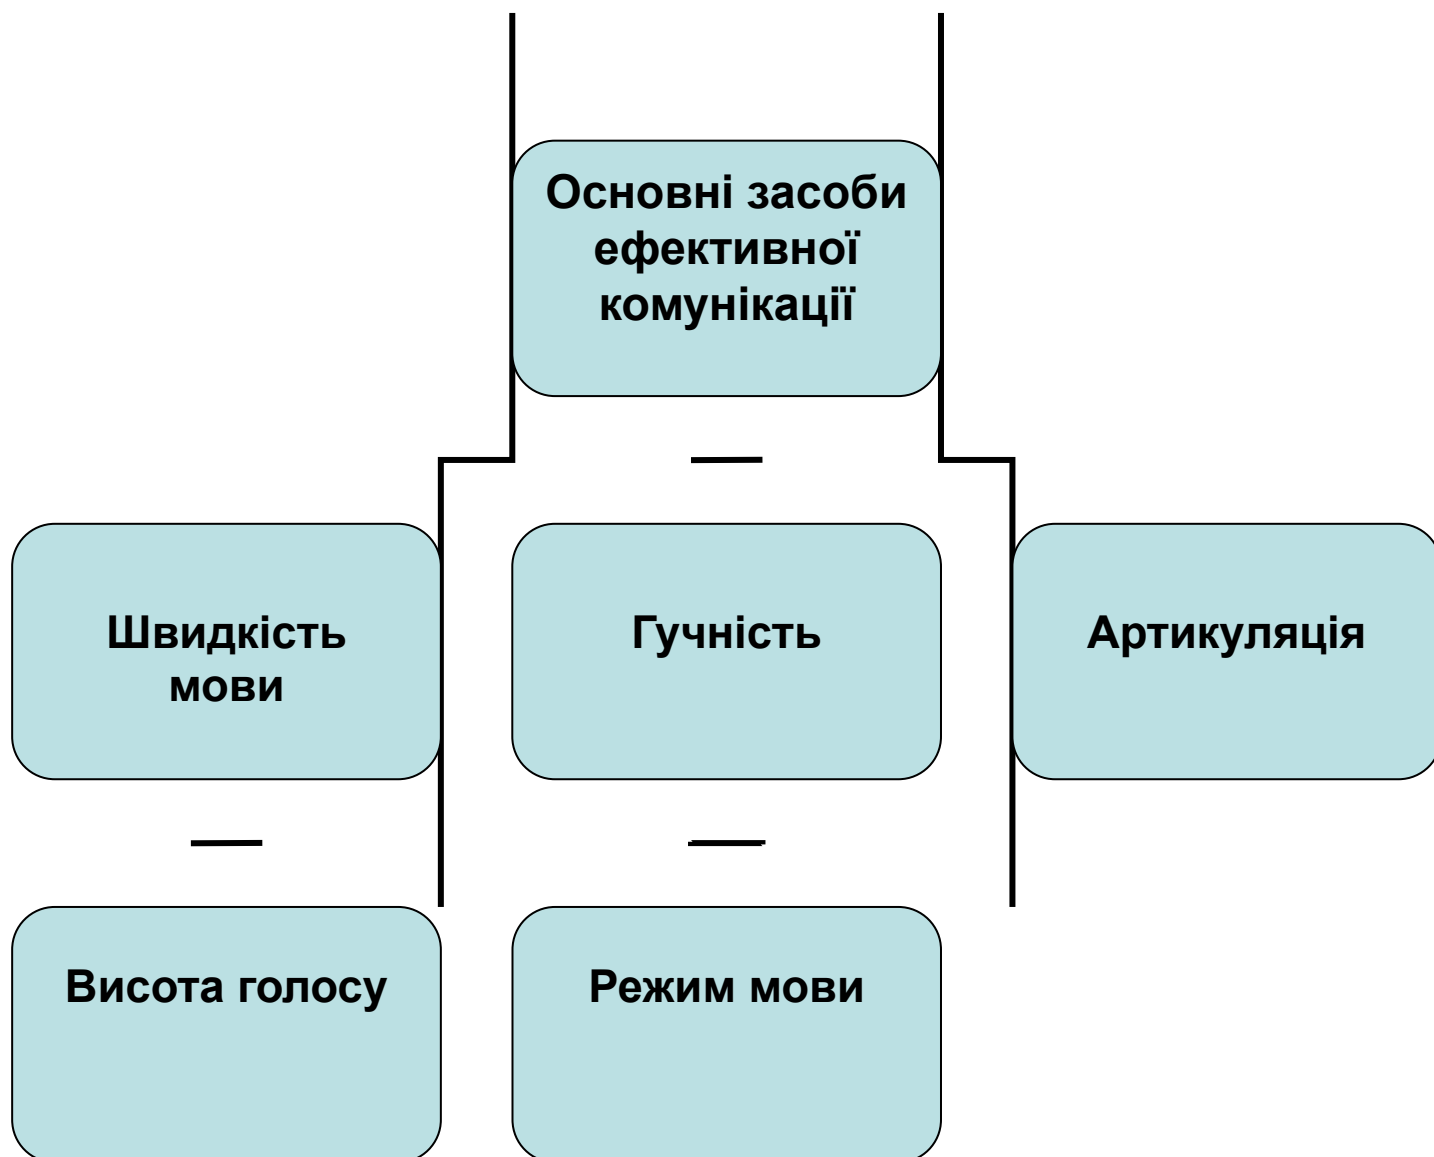 Основні засоби
ефективної
комунікації
Швидкість
мови
Гучність
Артикуляція
Висота голосу
Режим мови